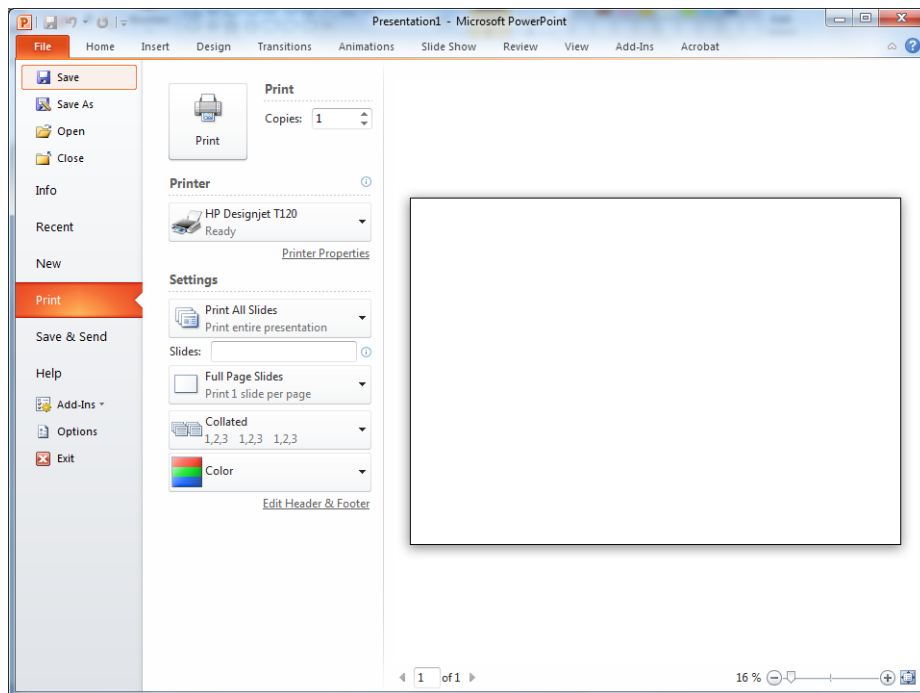 Presentation1 - Microsoft PowerPoint
File Home Insert Design Transitions Animations Slide Show Review View Add-Ins Acrobat
Save
Save As
Open
Close
Info
Recent
New
Print
Save & Send
Help
Add-Ins
Options
Exit
Print
Print
Copies: 1
Printer
HP Designjet T120
Ready
Printer Properties
Settings
Print All Slides
Print entire presentation
Slides:
Full Page Slides
Print 1 slide per page
Collated
1,2,3 1,2,3 1,2,3
Color
Edit Header & Footer
1 of 1
16 %